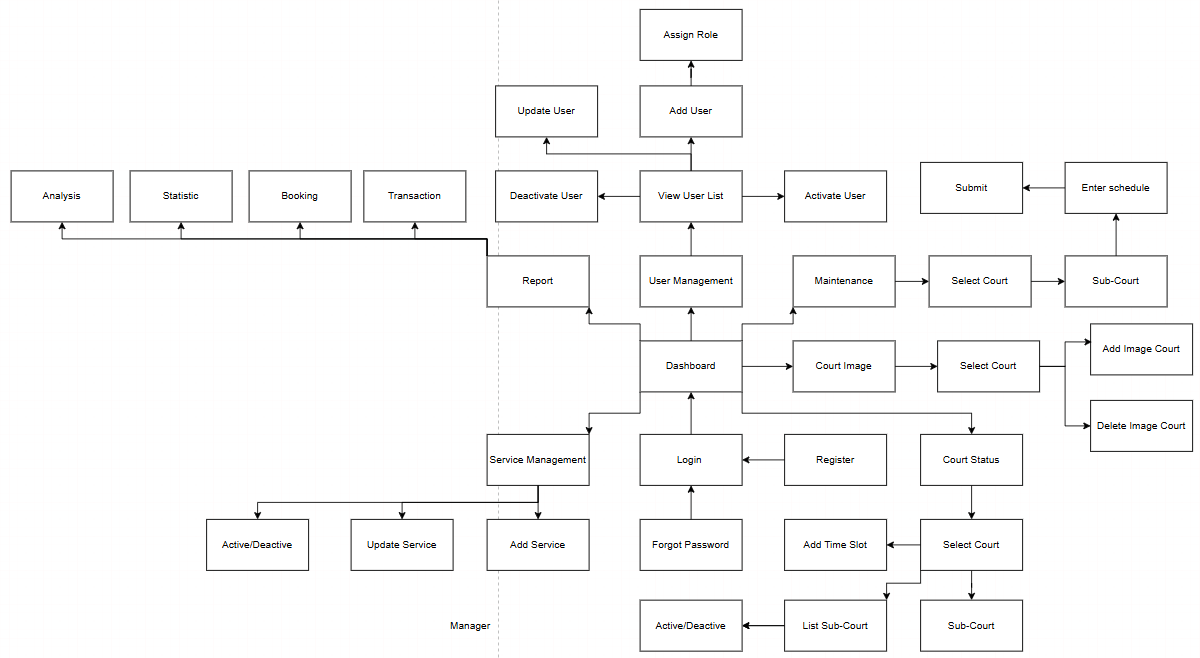 Assign Role
Update User
Add User
Analysis
Statistic
Booking
Transaction
Deactivate User
View User List
Activate User
Submit
Enter schedule
Report
User Management
Maintenance
Select Court
Sub-Court
Dashboard
Court Image
Select Court
Add Image Court
Delete Image Court
Service Management
Login
Register
Court Status
Active/Deactive
Update Service
Add Service
Forgot Password
Add Time Slot
Select Court
Manager
Active/Deactive
List Sub-Court
Sub-Court